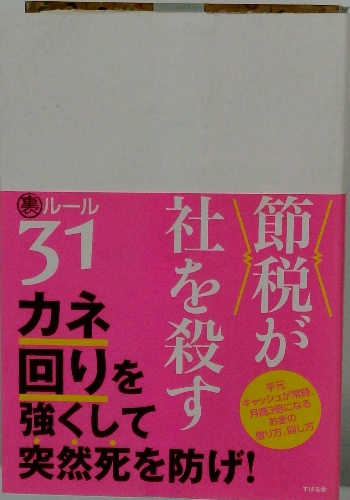 節税が
社を殺す
裏ルール
31
カネ
回りを
強くして
突然死を防げ!
手元
キャッシュが常時、
月商3倍になる
お金の
借り方、回し方
すばる舎